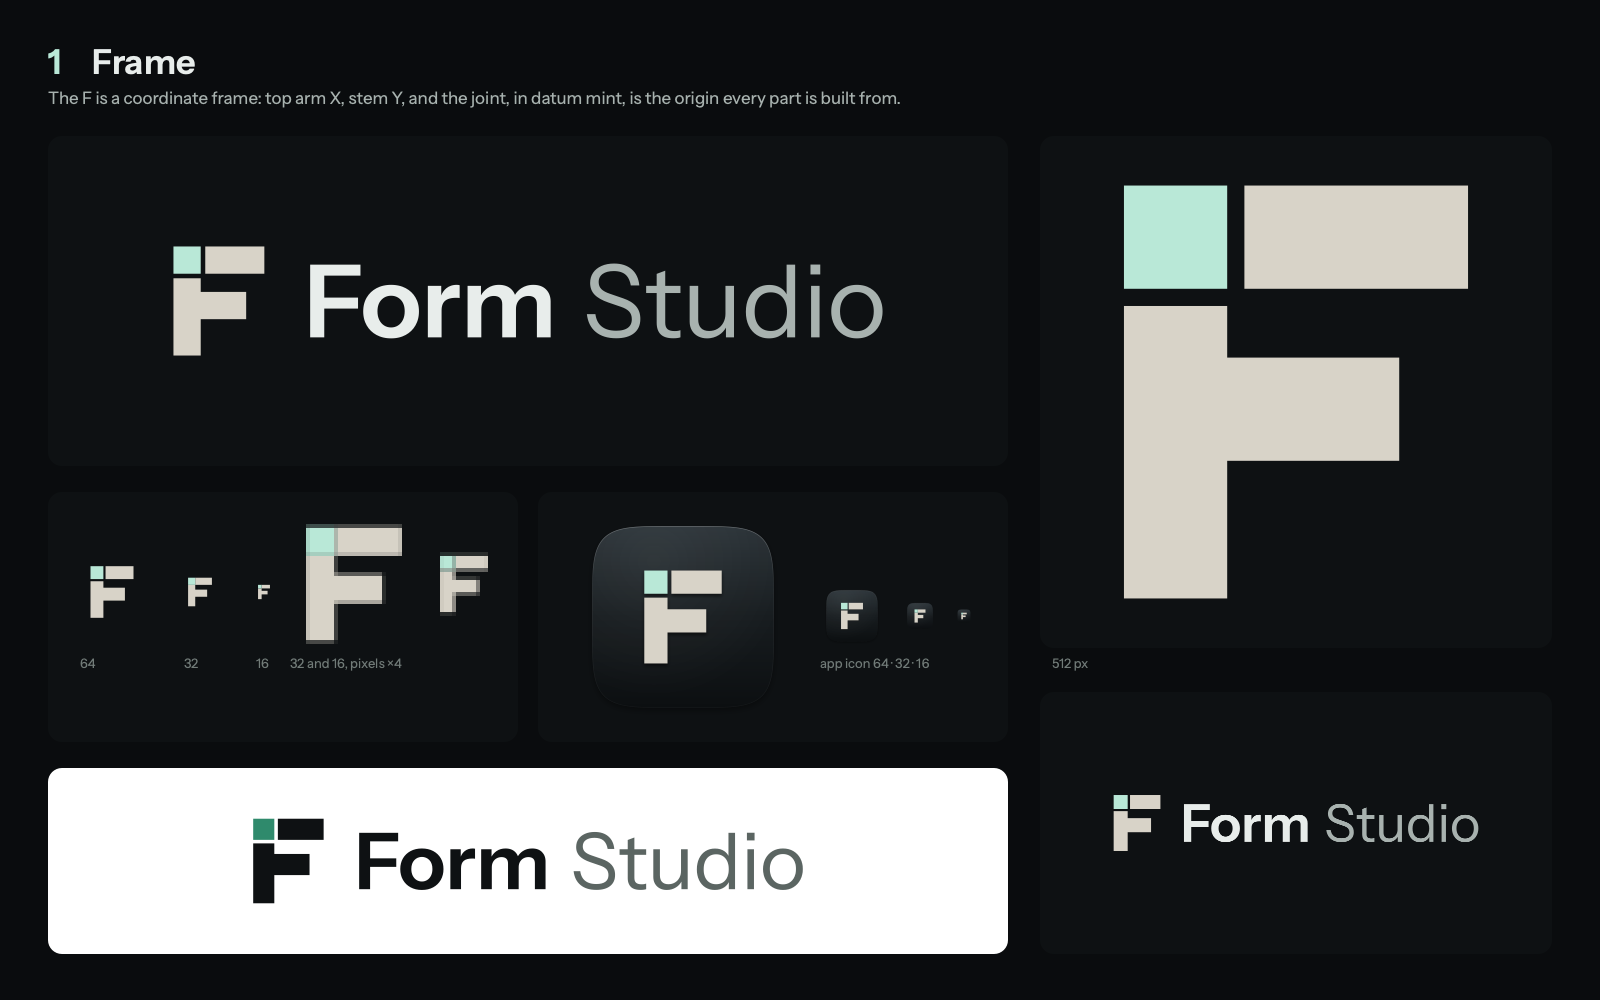 1 Frame
The F is a coordinate frame: top arm X, stem Y, and the joint, in datum mint, is the origin every part is built from.
Form Studio
64
32
16
32 and 16, pixels ×4
app icon 64·32·16
512 px
Form Studio
Form Studio